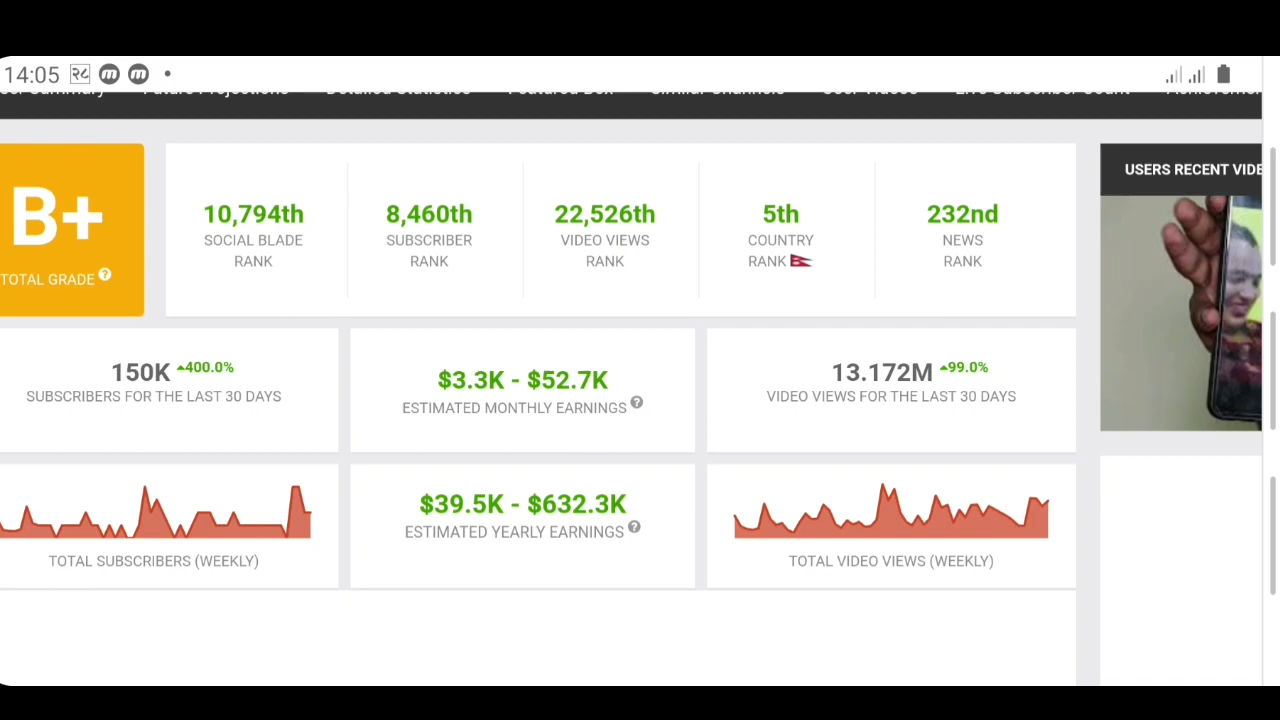 14:05 २८ m m
B+
TOTAL GRADE ?
10,794th
SOCIAL BLADE
RANK
8,460th
SUBSCRIBER
RANK
22,526th
VIDEO VIEWS
RANK
5th
COUNTRY
RANK
232nd
NEWS
RANK
USERS RECENT VIDE
150K 400.0%
SUBSCRIBERS FOR THE LAST 30 DAYS
$3.3K - $52.7K
ESTIMATED MONTHLY EARNINGS ?
13.172M 99.0%
VIDEO VIEWS FOR THE LAST 30 DAYS
TOTAL SUBSCRIBERS (WEEKLY)
$39.5K - $632.3K
ESTIMATED YEARLY EARNINGS ?
TOTAL VIDEO VIEWS (WEEKLY)